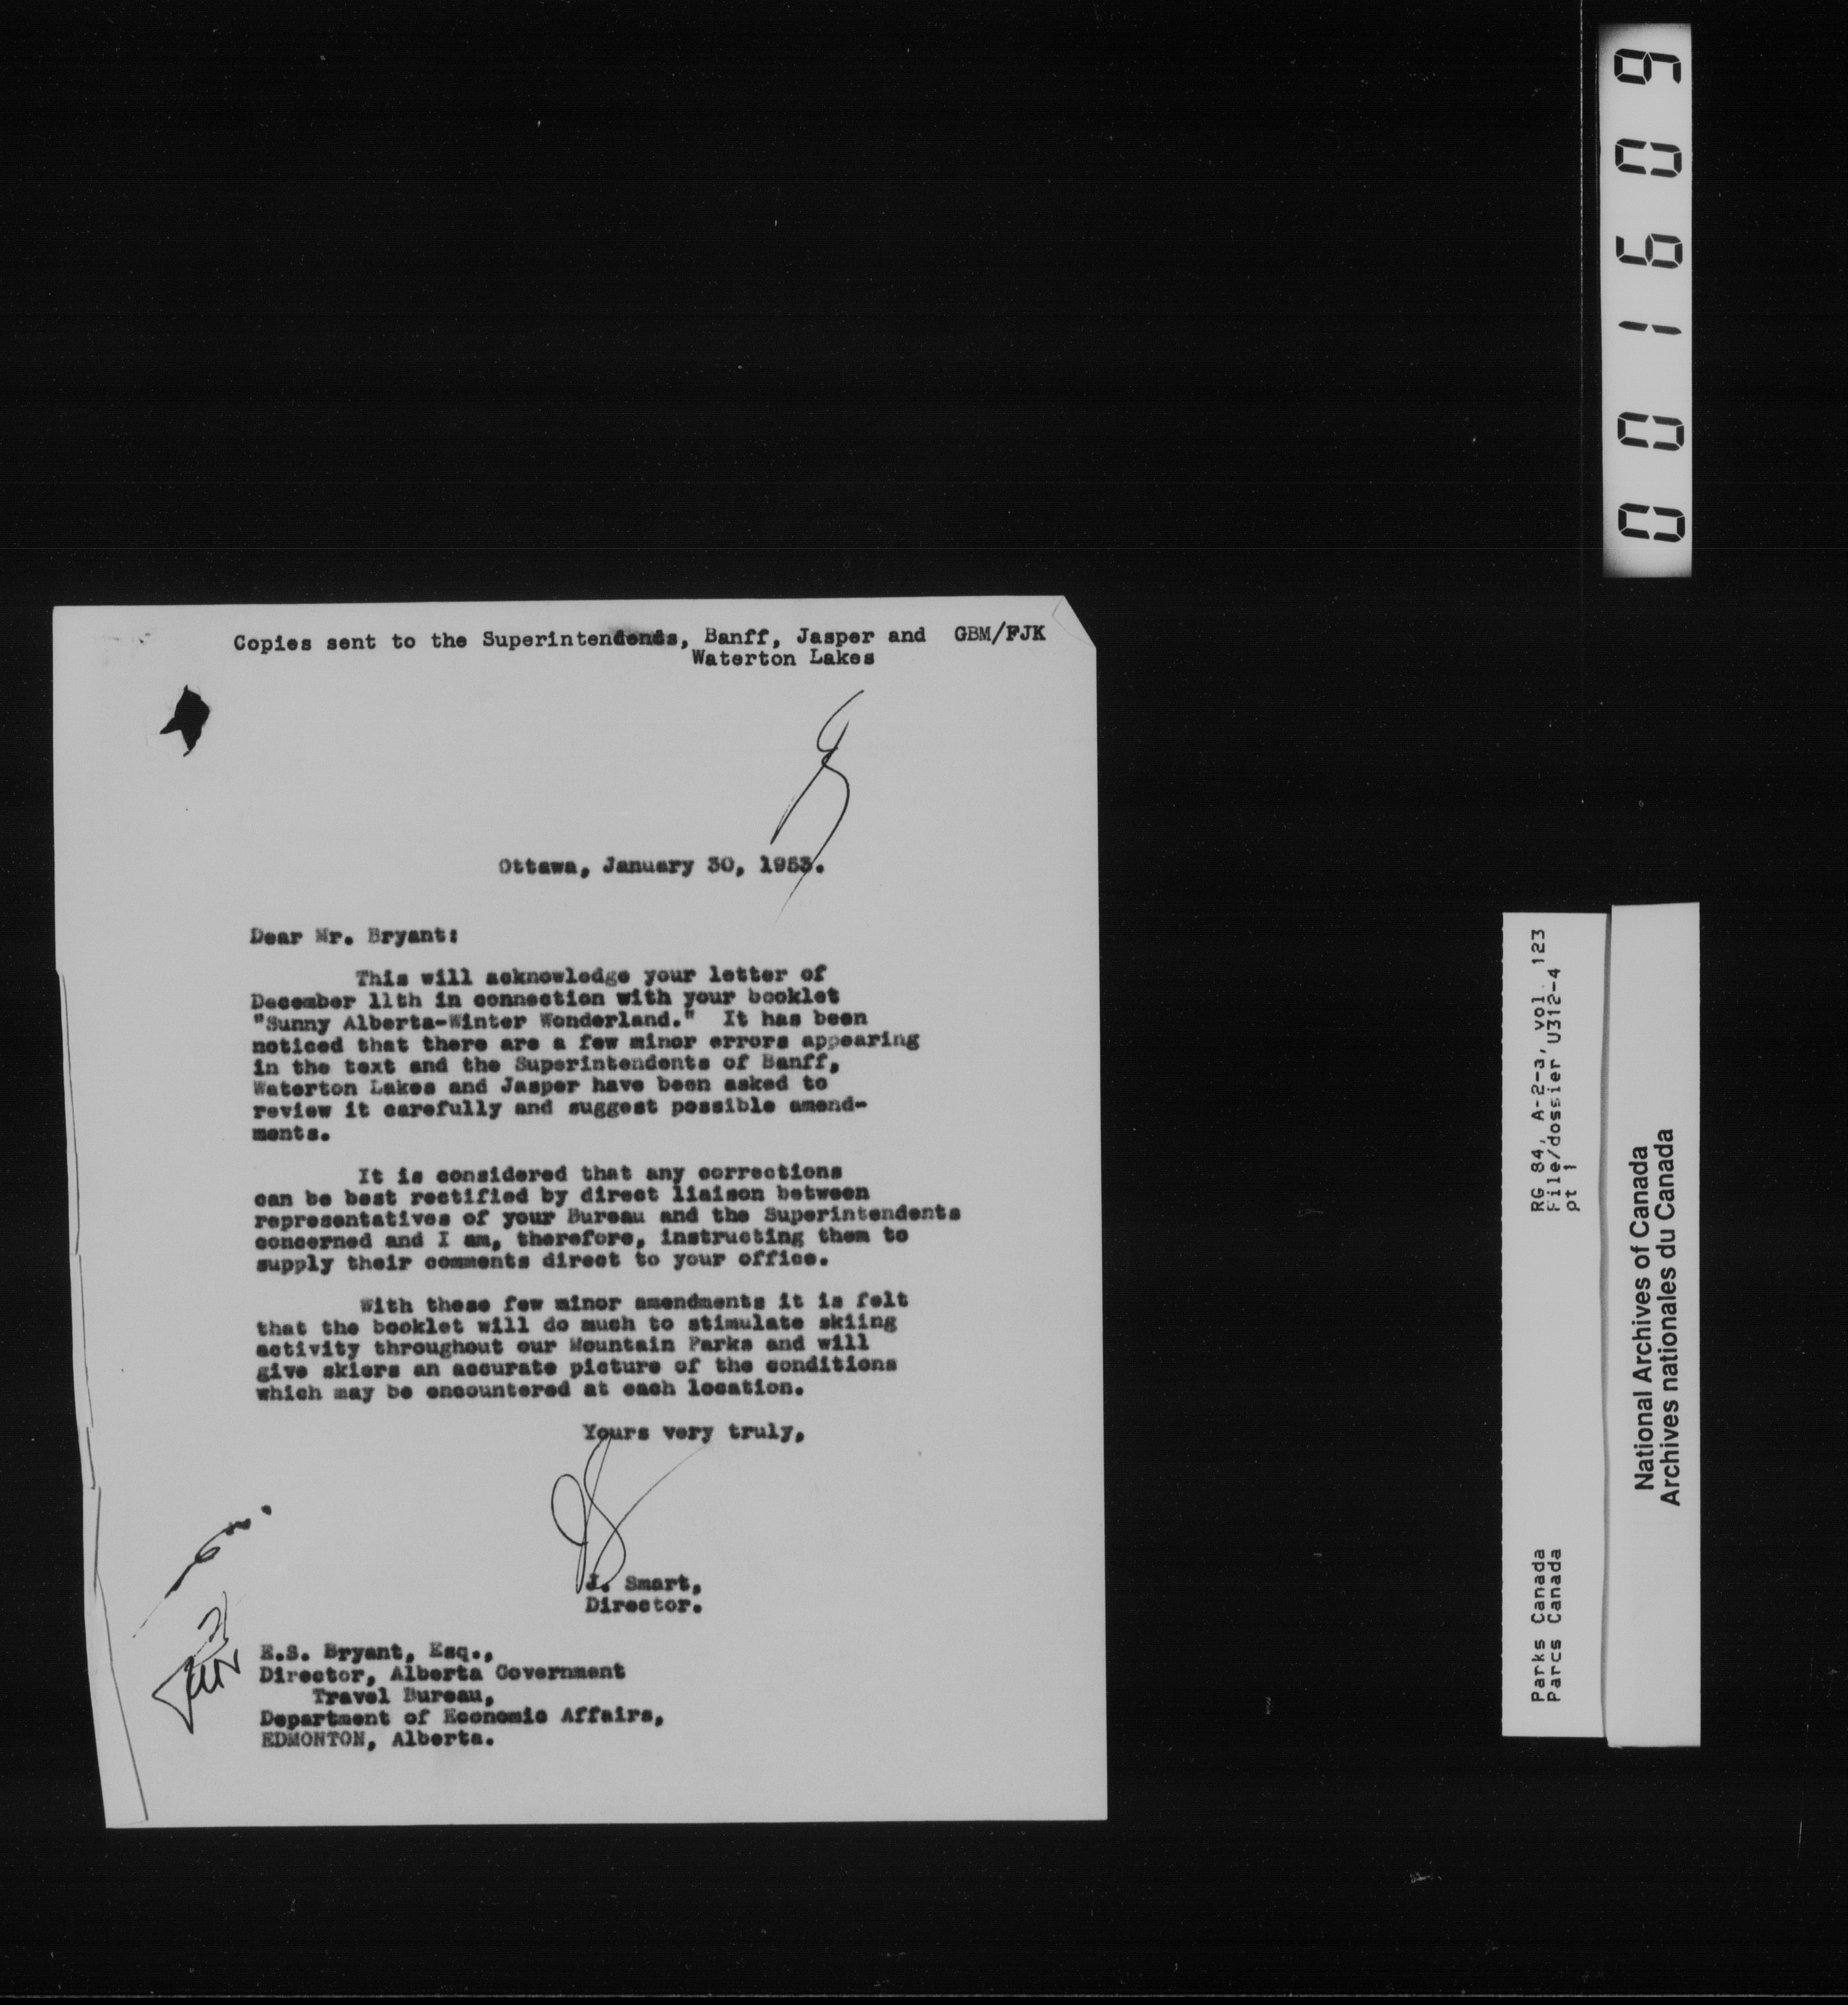 Copies sent to the Superintendents, Banff, Jasper and GBM/FJK
Waterton Lakes
Ottawa, January 30, 1953.
Dear Mr. Bryant:
This will acknowledge your letter of
December 11th in connection with your booklet
"Sunny Alberta-Winter Wonderland." It has been
noticed that there are a few minor errors appearing
in the text and the Superintendents of Banff,
Waterton Lakes and Jasper have been asked to
review it carefully and suggest possible amend-
ments.
It is considered that any corrections
can be best rectified by direct liaison between
representatives of your Bureau and the Superintendents
concerned and I am, therefore, instructing them to
supply their comments direct to your office.
With these few minor amendments it is felt
that the booklet will do much to stimulate skiing
activity throughout our Mountain Parks and will
give skiers an accurate picture of the conditions
which may be encountered at each location.
Yours very truly,
J. Smart,
Director.
E.S. Bryant, Esq.,
Director, Alberta Government
Travel Bureau,
Department of Economic Affairs,
EDMONTON, Alberta.
001609
RG 84, A-2-a, vol. 123
File/dossier U312-4
pt 1
Parks Canada
Parcs Canada
National Archives of Canada
Archives nationales du Canada